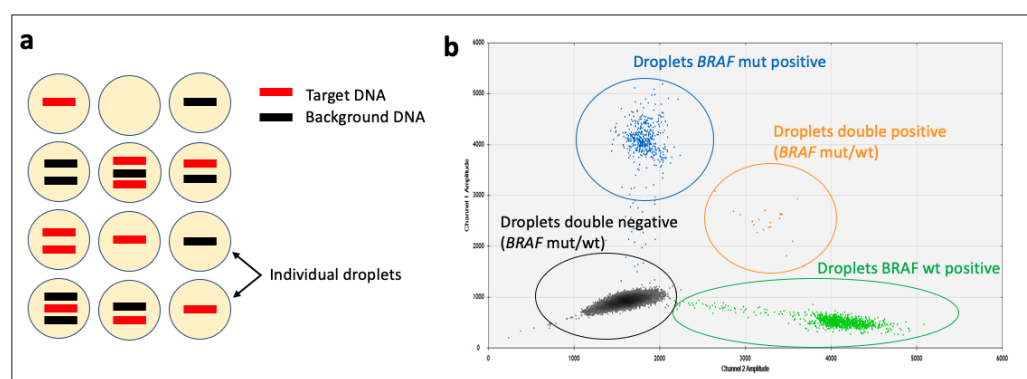 a
Target DNA
Background DNA
Individual droplets
b
Droplets BRAF mut positive
Droplets double positive
(BRAF mut/wt)
Droplets double negative
(BRAF mut/wt)
Droplets BRAF wt positive
Channel 1 Amplitude
6000
5000
4000
3000
2000
1000
0
0 1000 2000 3000 4000 5000 6000
Channel 2 Amplitude